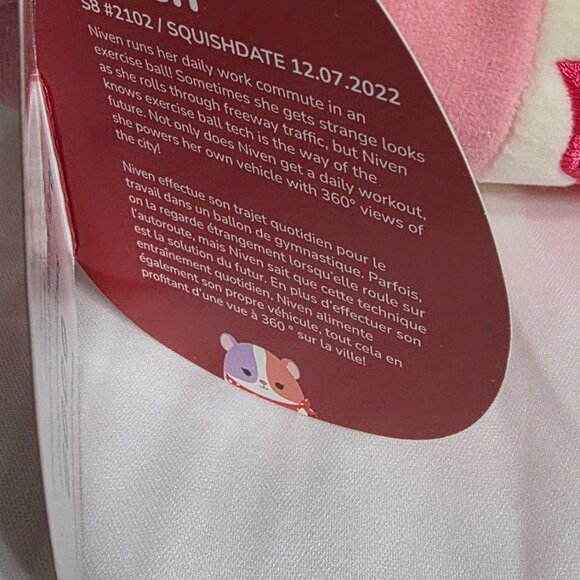 S8 #2102 / SQUISHDATE 12.07.2022
Niven runs her daily work commute in an
exercise ball! Sometimes she gets strange looks
as she rolls through freeway traffic, but Niven
knows exercise ball tech is the way of the
future. Not only does Niven get a daily workout,
she powers her own vehicle with 360° views of
the city!
Niven effectue son trajet quotidien pour le
travail dans un ballon de gymnastique. Parfois,
on la regarde étrangement lorsqu'elle roule sur
l'autoroute, mais Niven sait que cette technique
est la solution du futur. En plus d'effectuer son
entraînement quotidien, Niven alimente
également son propre véhicule, tout cela en
profitant d'une vue à 360° sur la ville!